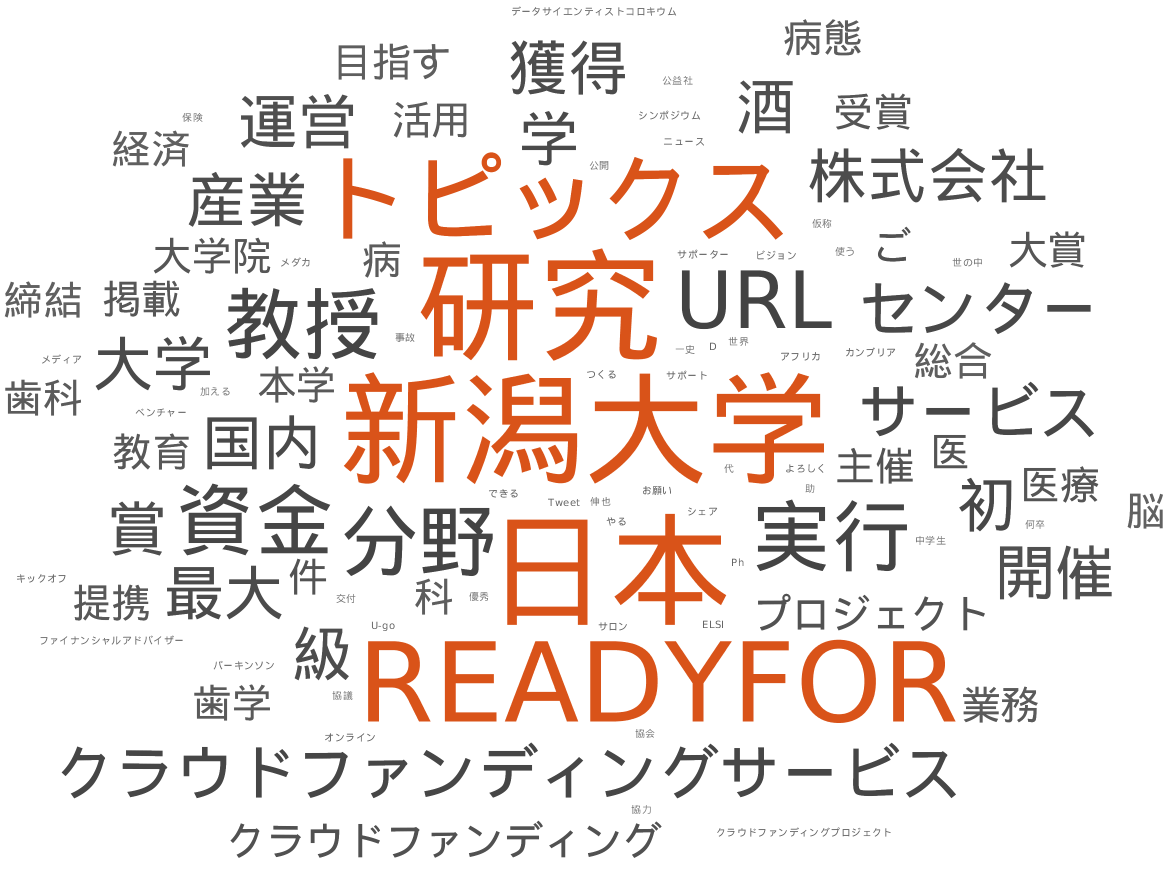 データサイエンティストコロキウム
病態
目指す 獲得
公益社
保険 運営 活用 学 シンポジウム 酒 受賞
経済 ニュース
公開
産業 トピックス 株式会社
仮称
大学院 メダカ 病 サポーター ビジョン 使う ご 世の中 大賞
締結 掲載 教授 研究 URL センター
事故 一史 D 世界
メディア 大学 アフリカ カンブリア 総合
歯科 加える 本学 つくる サポート
ベンチャー 新潟大学 サービス
教育 国内 主催 医
代 よろしく
賞 資金 できる Tweet 伸也 お願い 助 初 医療 脳
分野 やる シェア 実行 何卒
中学生
キックオフ 最大 件 日本 Ph 開催
提携 交付 科 優秀 プロジェクト
ファイナンシャルアドバイザー U-go サロン ELSI
パーキンソン 級 READYFOR
歯学 協議 業務
オンライン 協会
クラウドファンディングサービス
協力
クラウドファンディング クラウドファンディングプロジェクト